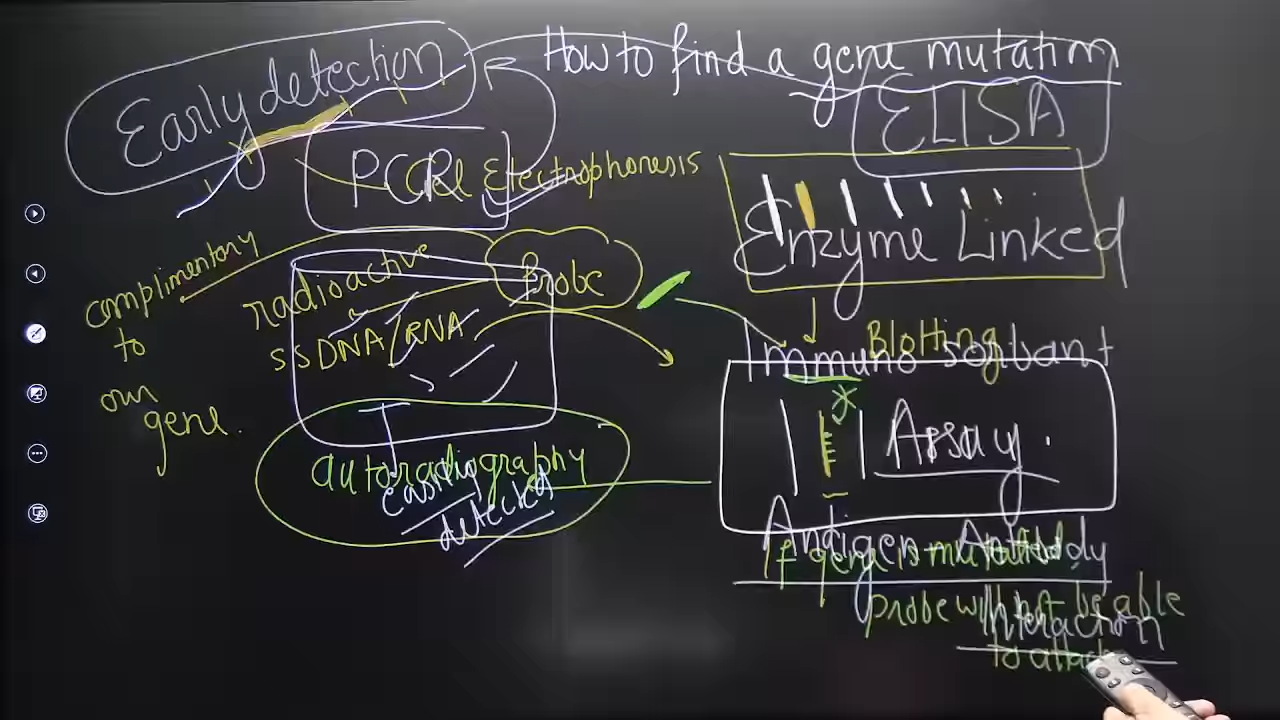 Early detection
How to find a gene mutation
ELISA
PCR
Gel Electrophoresis
Enzyme Linked
complimentory
to
our
gene.
radioactive
Probe
SSDNA/RNA
Blotting
Immuno sorbant
Assay.
autoradiography
easily
detected
Antigen - Antibody
If gene is mutated
probe will not be able
Interaction
to attach